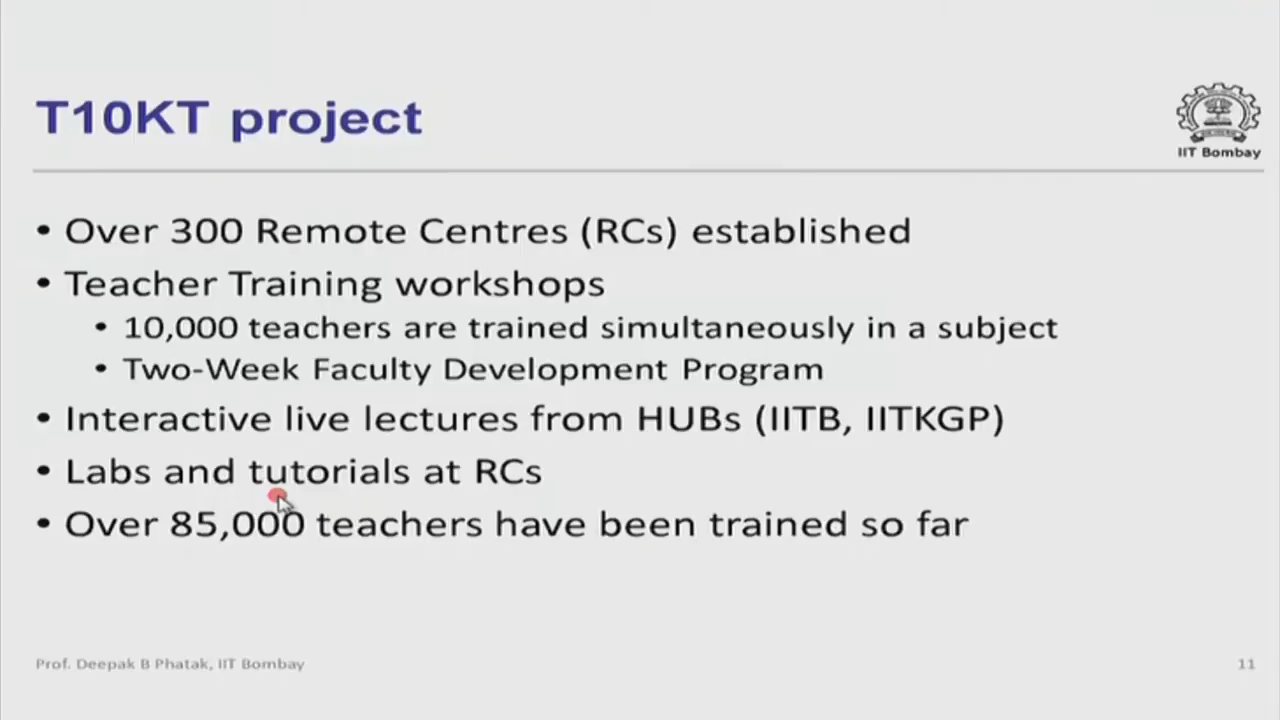 T10KT project
IIT Bombay
• Over 300 Remote Centres (RCs) established
• Teacher Training workshops
• 10,000 teachers are trained simultaneously in a subject
• Two-Week Faculty Development Program
• Interactive live lectures from HUBs (IITB, IITKGP)
• Labs and tutorials at RCs
• Over 85,000 teachers have been trained so far
Prof. Deepak B Phatak, IIT Bombay
11